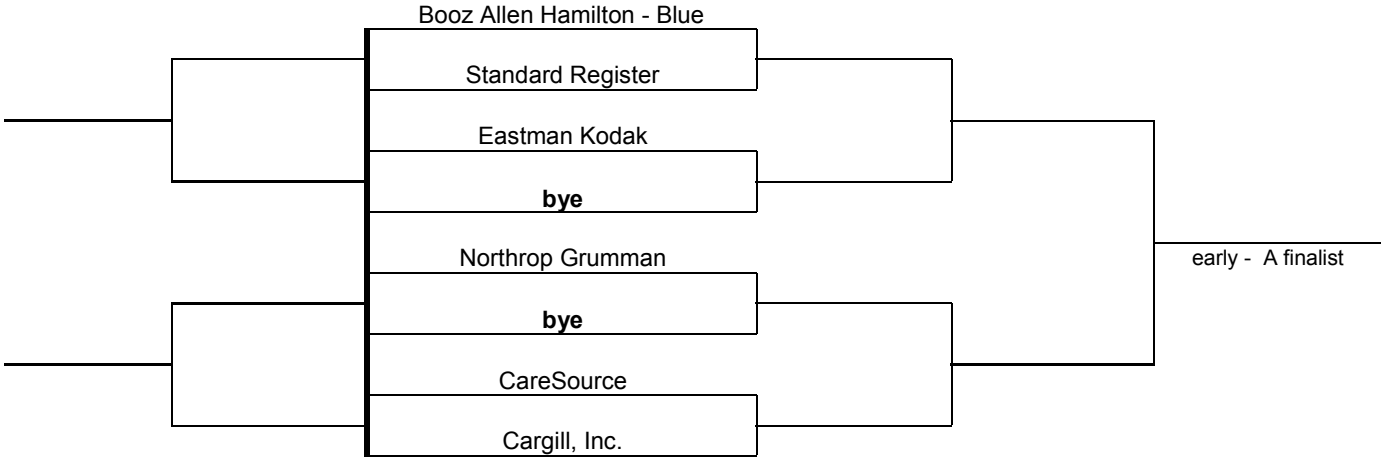 Booz Allen Hamilton - Blue
Standard Register
Eastman Kodak
bye
Northrop Grumman
early -  A finalist
bye
CareSource
Cargill, Inc.